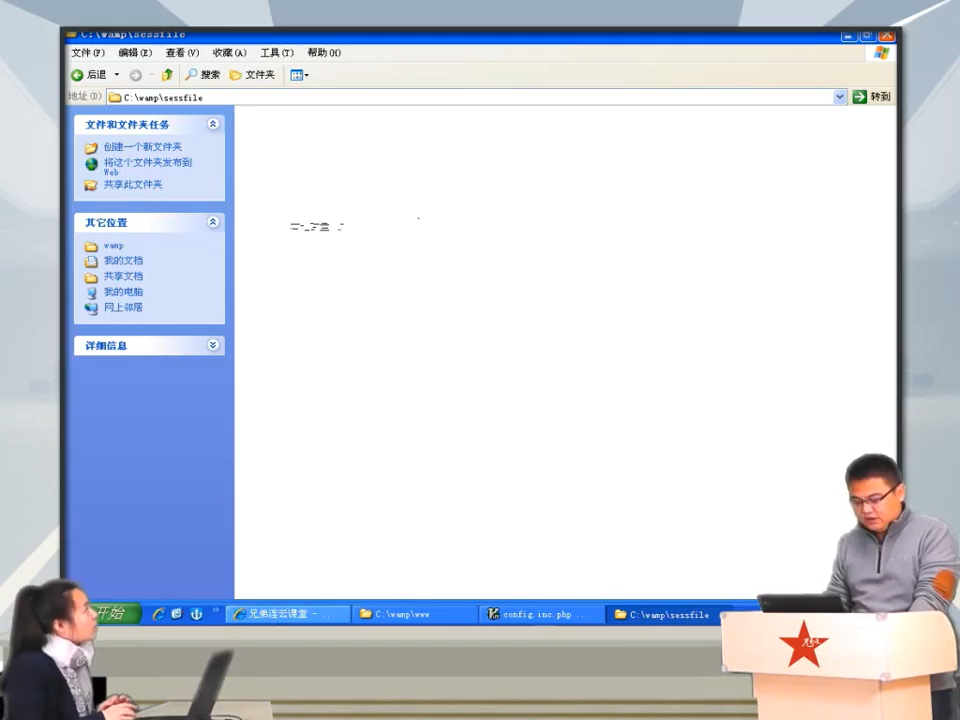 C:\wamp\sessfile
文件(F) 编辑(E) 查看(V) 收藏(A) 工具(T) 帮助(H)
后退 搜索 文件夹
地址(D) C:\wamp\sessfile 转到
文件和文件夹任务
创建一个新文件夹
将这个文件夹发布到
Web
共享此文件夹
其它位置
wamp
我的文档
共享文档
我的电脑
网上邻居
详细信息
开始 兄弟连云课堂 - ... C:\wamp\www config.inc.php ... C:\wamp\sessfile